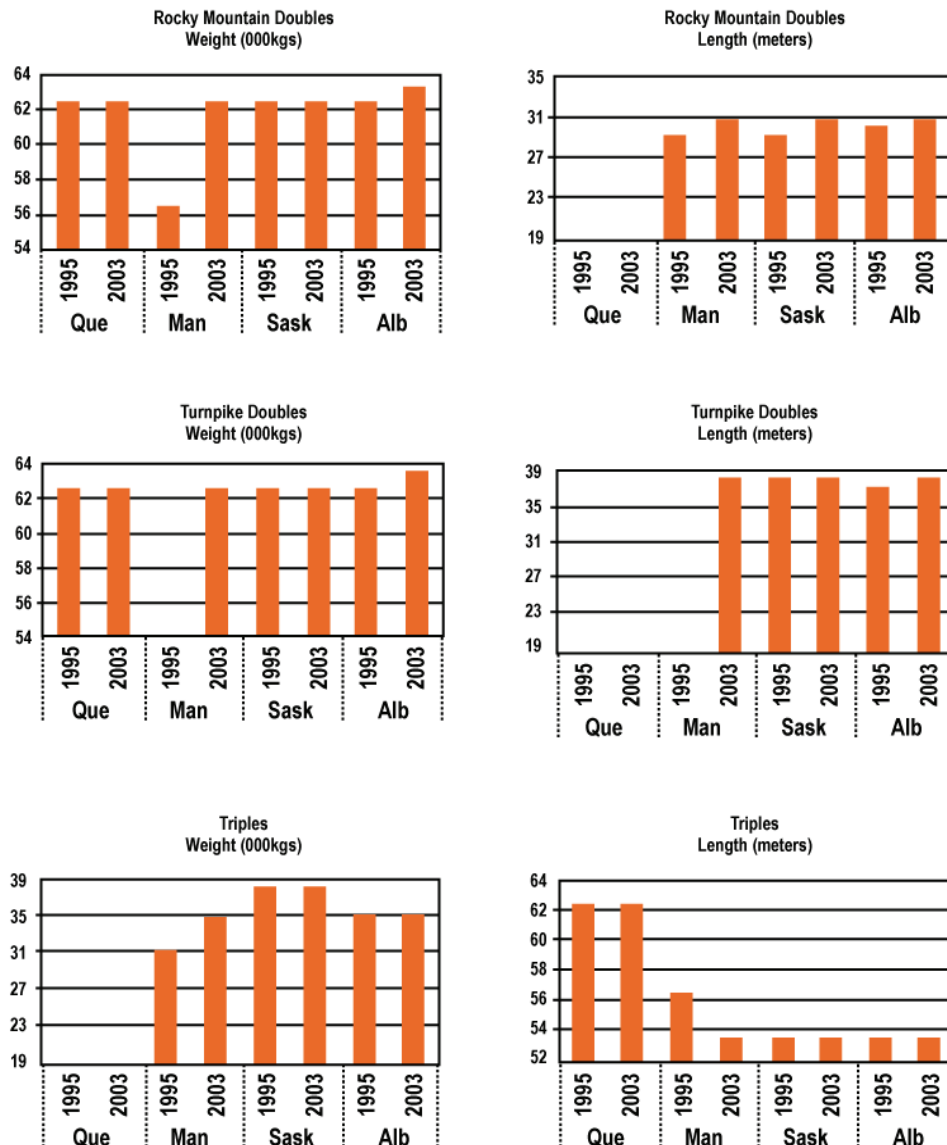 Rocky Mountain Doubles
Weight (000kgs)
64
62
60
58
56
54
1995 2003 1995 2003 1995 2003 1995 2003
Que Man Sask Alb
Rocky Mountain Doubles
Length (meters)
35
31
27
23
19
1995 2003 1995 2003 1995 2003 1995 2003
Que Man Sask Alb
Turnpike Doubles
Weight (000kgs)
64
62
60
58
56
54
1995 2003 1995 2003 1995 2003 1995 2003
Que Man Sask Alb
Turnpike Doubles
Length (meters)
39
35
31
27
23
19
1995 2003 1995 2003 1995 2003 1995 2003
Que Man Sask Alb
Triples
Weight (000kgs)
39
35
31
27
23
19
1995 2003 1995 2003 1995 2003 1995 2003
Que Man Sask Alb
Triples
Length (meters)
64
62
60
58
56
54
52
1995 2003 1995 2003 1995 2003 1995 2003
Que Man Sask Alb